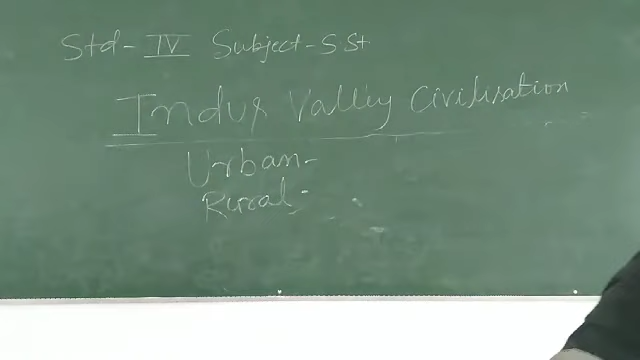 Std - IV Subject - S St
Indus Valley Civilisation
Urban -
Rural -